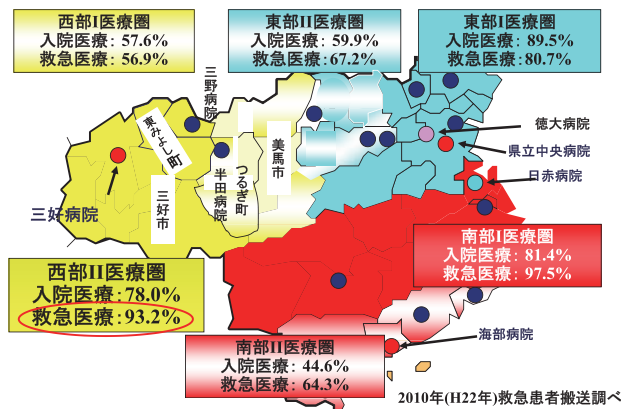 西部I医療圏
入院医療：57.6%
救急医療：56.9%
東部II医療圏
入院医療：59.9%
救急医療：67.2%
東部I医療圏
入院医療：89.5%
救急医療：80.7%
三野病院
東みよし町
美馬市
つるぎ町
半田病院
三好市
三好病院
徳大病院
県立中央病院
日赤病院
西部II医療圏
入院医療：78.0%
救急医療：93.2%
南部I医療圏
入院医療：81.4%
救急医療：97.5%
南部II医療圏
入院医療：44.6%
救急医療：64.3%
海部病院
2010年(H22年)救急患者搬送調べ